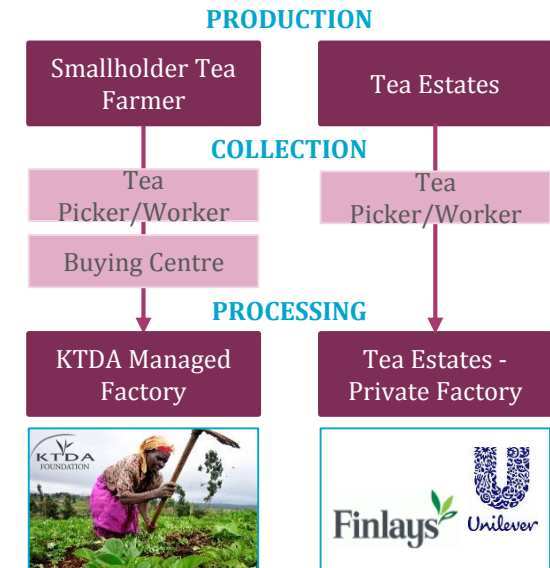 PRODUCTION
Smallholder Tea
Farmer
Tea Estates
COLLECTION
Tea
Picker/Worker
Tea
Picker/Worker
Buying Centre
PROCESSING
KTDA Managed
Factory
Tea Estates -
Private Factory
KTDA
FOUNDATION
Finlays
Unilever